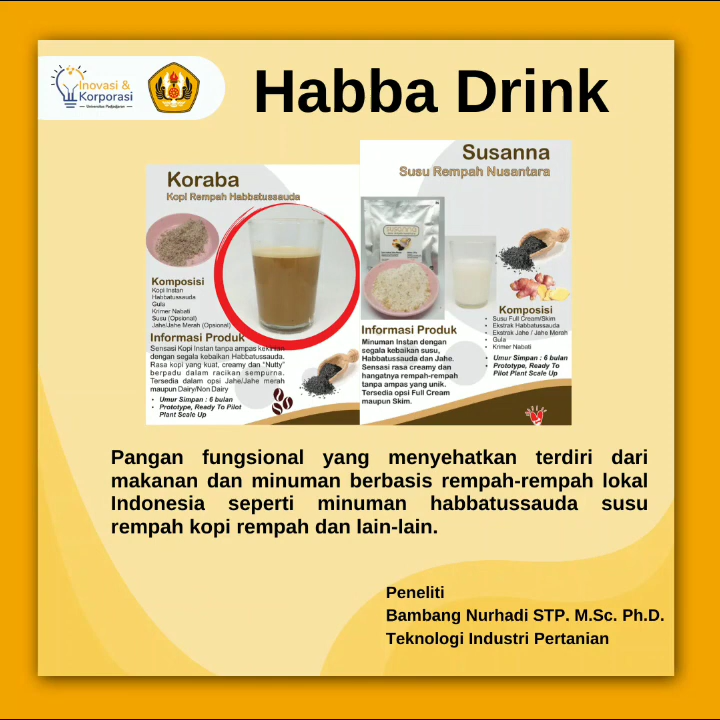 Inovasi &
Korporasi
Universitas Padjadjaran
Habba Drink
Koraba
Kopi Rempah Habbatussauda
Komposisi
Kopi Instan
Habbatussauda
Gula
Krimer Nabati
Susu (Opsional)
Jahe/Jahe Merah (Opsional)
Informasi Produk
Sensasi Kopi Instan tanpa ampas kekinian
dengan segala kebaikan Habbatussauda.
Rasa kopi yang kuat, creamy dan "Nutty"
berpadu dalam racikan sempurna.
Tersedia dalam opsi Jahe/Jahe merah
maupun Dairy/Non Dairy
• Umur Simpan : 6 bulan
• Prototype, Ready To Pilot
Plant Scale Up
Susanna
Susu Rempah Nusantara
Komposisi
• Susu Full Cream/Skim
• Ekstrak Habbatussauda
• Ekstrak Jahe / Jahe Merah
• Gula
• Krimer Nabati
Informasi Produk
Minuman Instan dengan
segala kebaikan susu,
Habbatussauda dan Jahe.
Sensasi rasa creamy dan
hangatnya rempah-rempah
tanpa ampas yang unik.
Tersedia opsi Full Cream
maupun Skim.
• Umur Simpan : 6 bulan
• Prototype, Ready To
Pilot Plant Scale Up
Pangan fungsional yang menyehatkan terdiri dari
makanan dan minuman berbasis rempah-rempah lokal
Indonesia seperti minuman habbatussauda susu
rempah kopi rempah dan lain-lain.
Peneliti
Bambang Nurhadi STP. M.Sc. Ph.D.
Teknologi Industri Pertanian